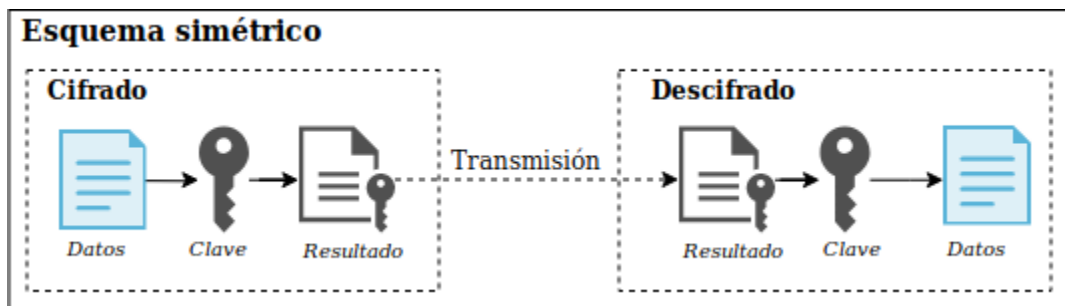 Esquema simétrico
Cifrado
Datos
Clave
Resultado
Transmisión
Descifrado
Resultado
Clave
Datos